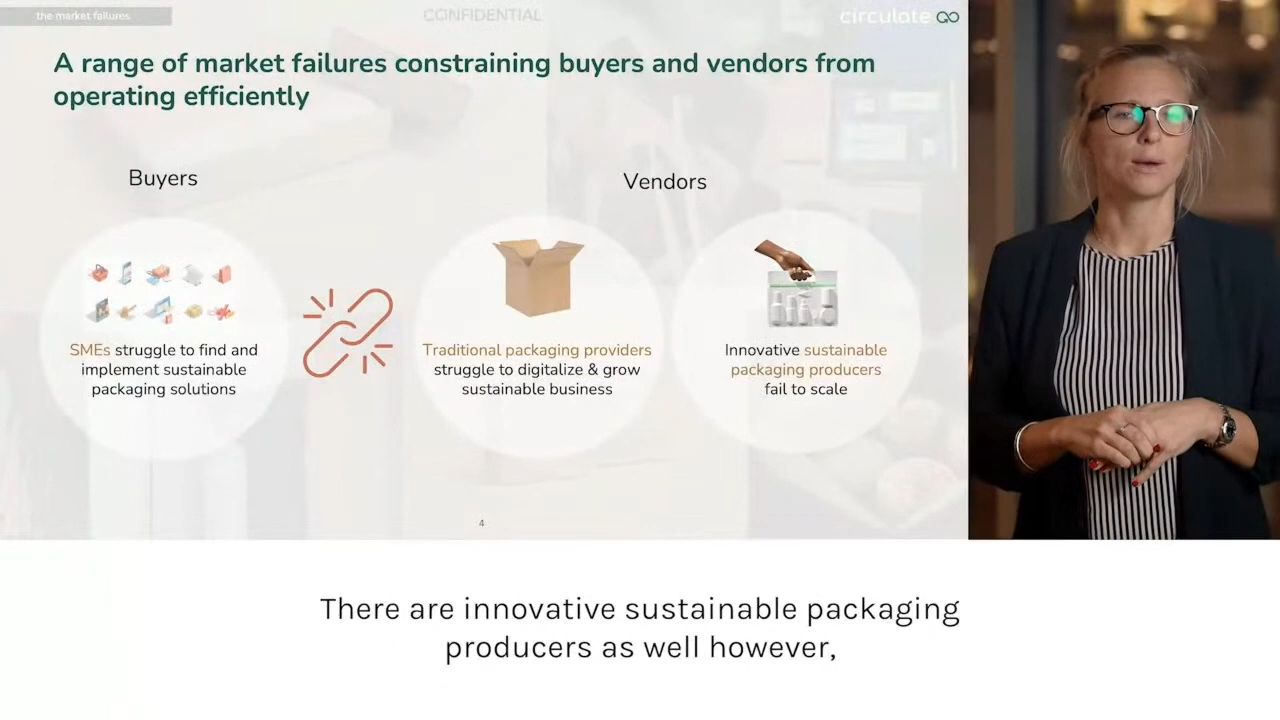 the market failures
CONFIDENTIAL
circulate
A range of market failures constraining buyers and vendors from
operating efficiently
Buyers
Vendors
SMEs struggle to find and
implement sustainable
packaging solutions
Traditional packaging providers
struggle to digitalize & grow
sustainable business
Innovative sustainable
packaging producers
fail to scale
4
There are innovative sustainable packaging
producers as well however,